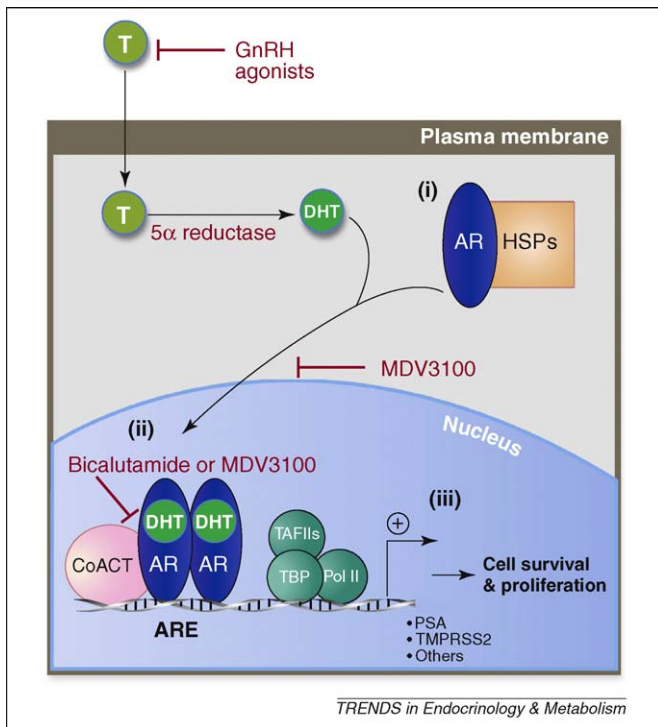 T
GnRH
agonists
Plasma membrane
T
5α reductase
DHT
(i)
AR
HSPs
MDV3100
Nucleus
(ii)
Bicalutamide or MDV3100
(iii)
CoACT
DHT
AR
DHT
AR
TAFIIs
TBP
Pol II
+
Cell survival
& proliferation
ARE
• PSA
• TMPRSS2
• Others
TRENDS in Endocrinology & Metabolism